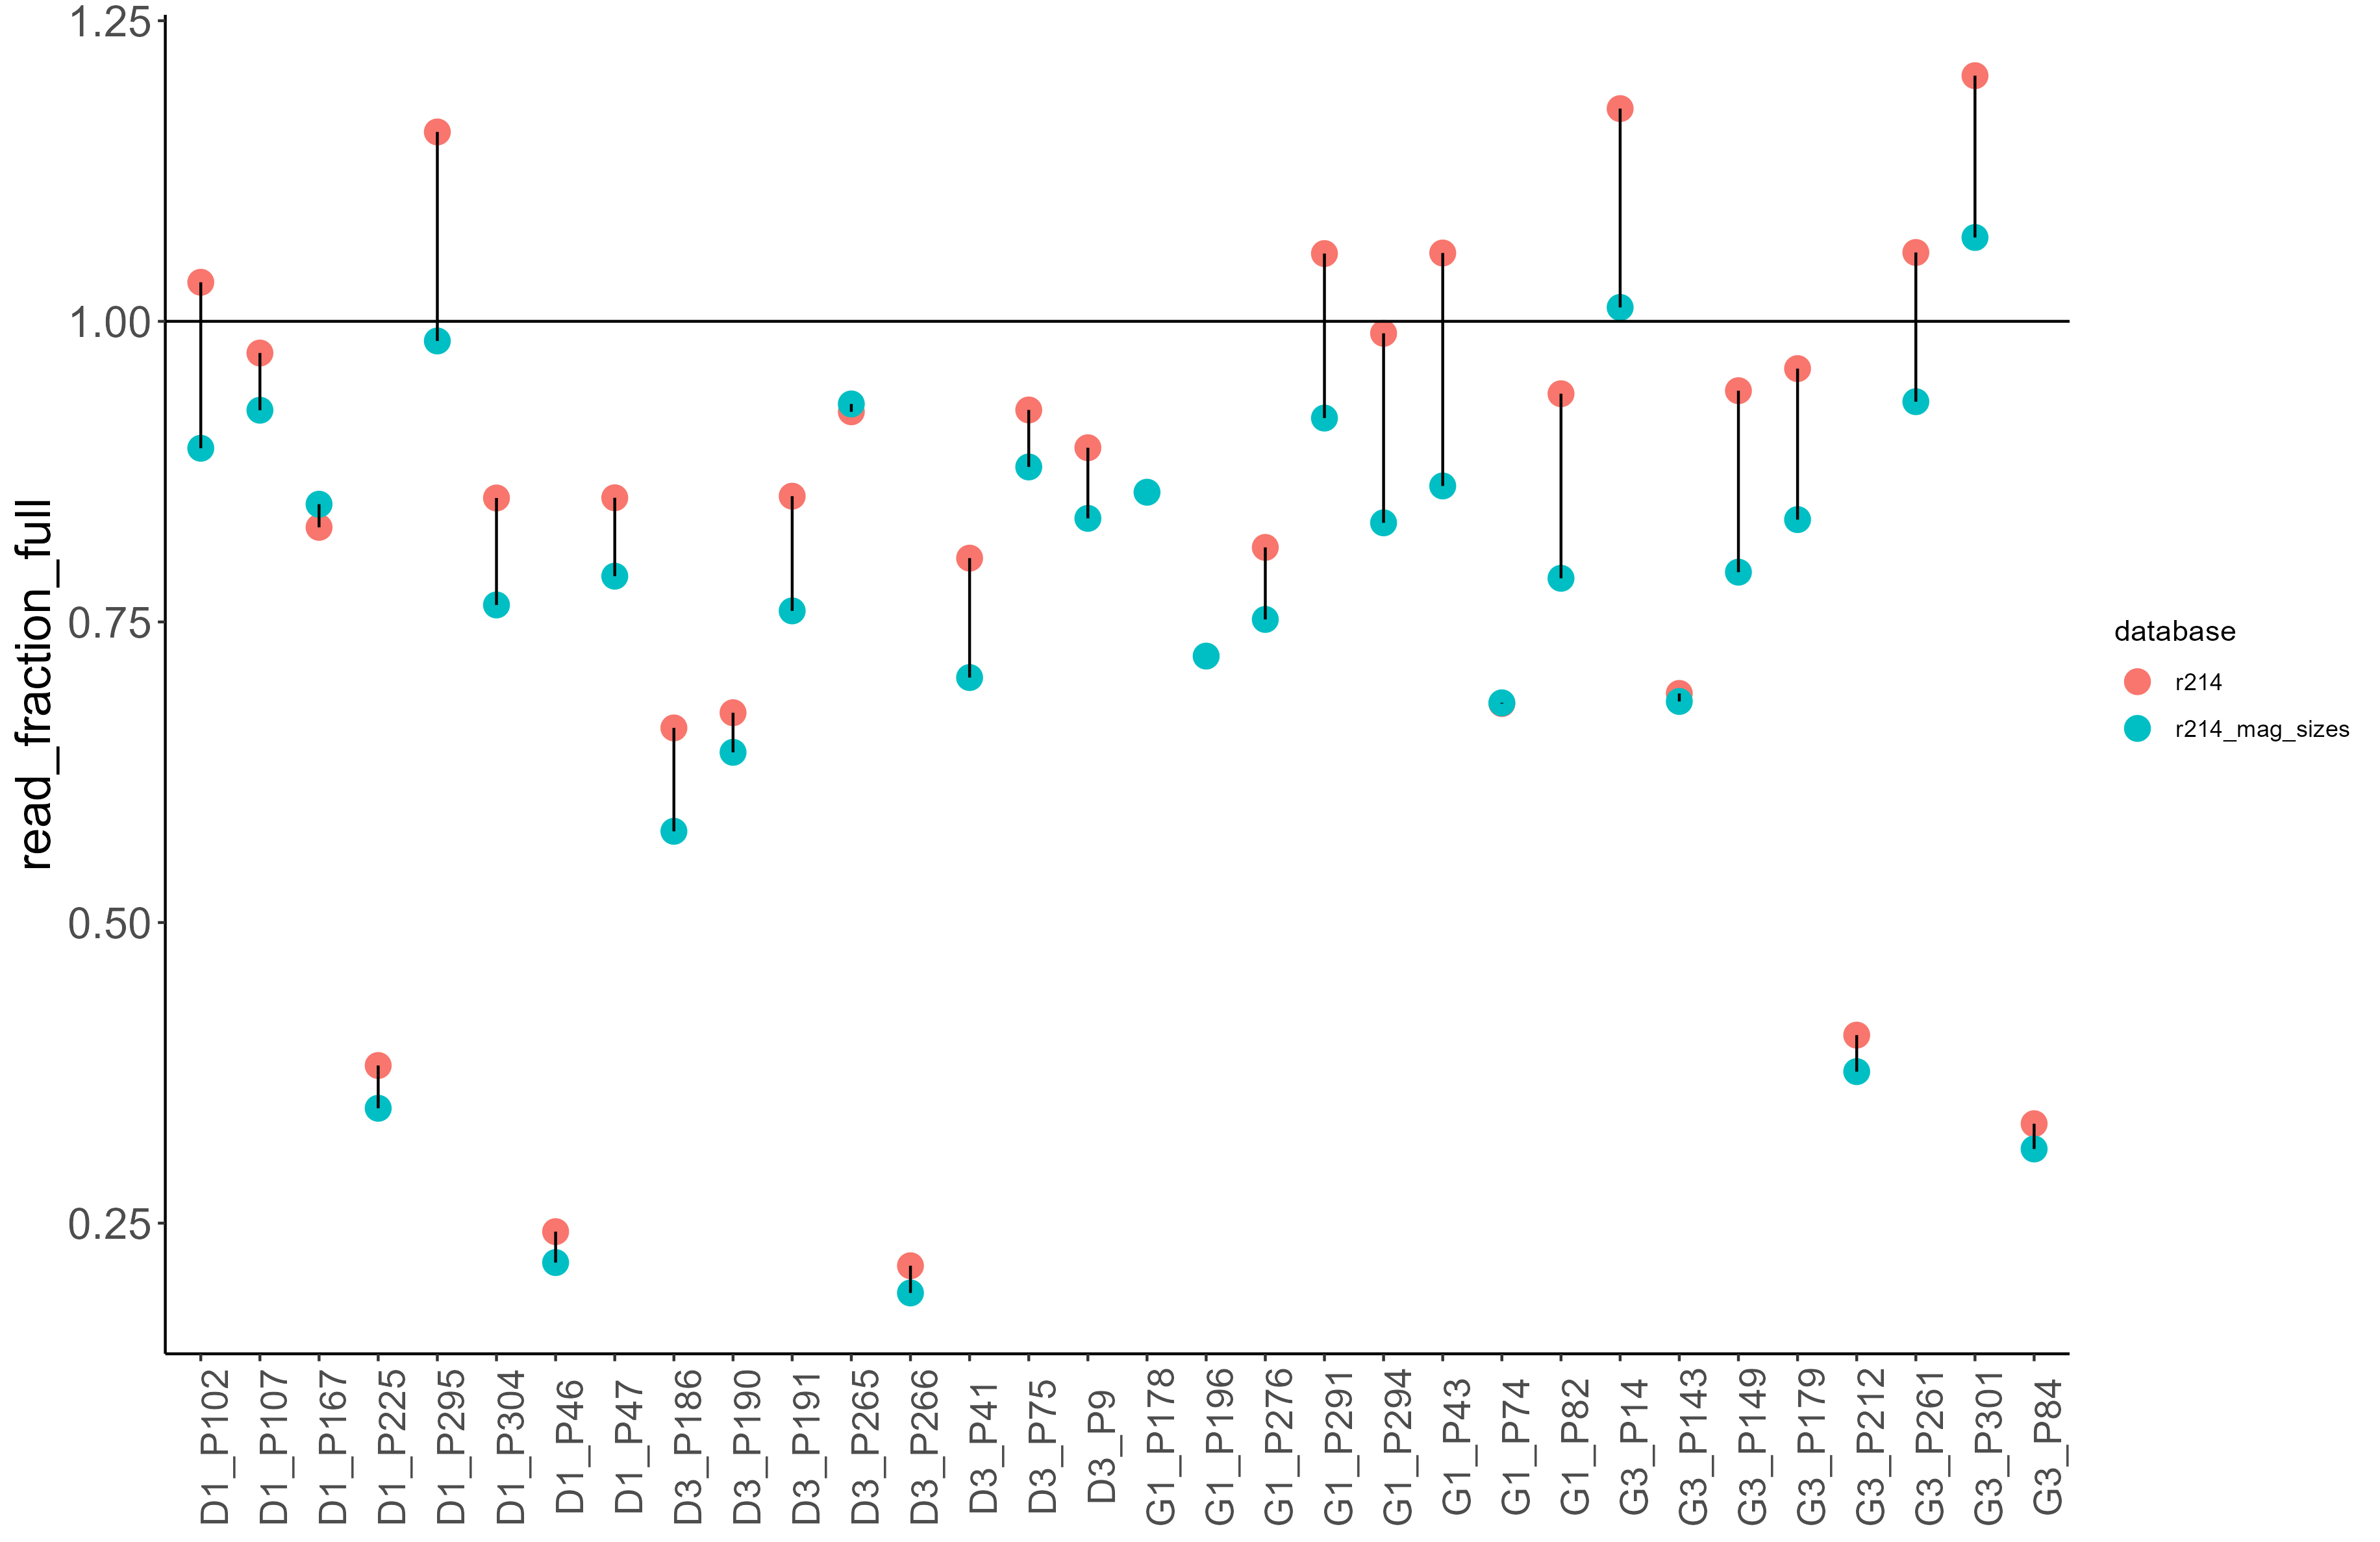 read_fraction_full
1.25
1.00
0.75
0.50
0.25
D1_P102
D1_P107
D1_P167
D1_P225
D1_P295
D1_P304
D1_P46
D1_P47
D3_P186
D3_P190
D3_P191
D3_P265
D3_P266
D3_P41
D3_P75
D3_P9
G1_P178
G1_P196
G1_P276
G1_P291
G1_P294
G1_P43
G1_P74
G1_P82
G3_P14
G3_P143
G3_P149
G3_P179
G3_P212
G3_P261
G3_P301
G3_P84
database
r214
r214_mag_sizes